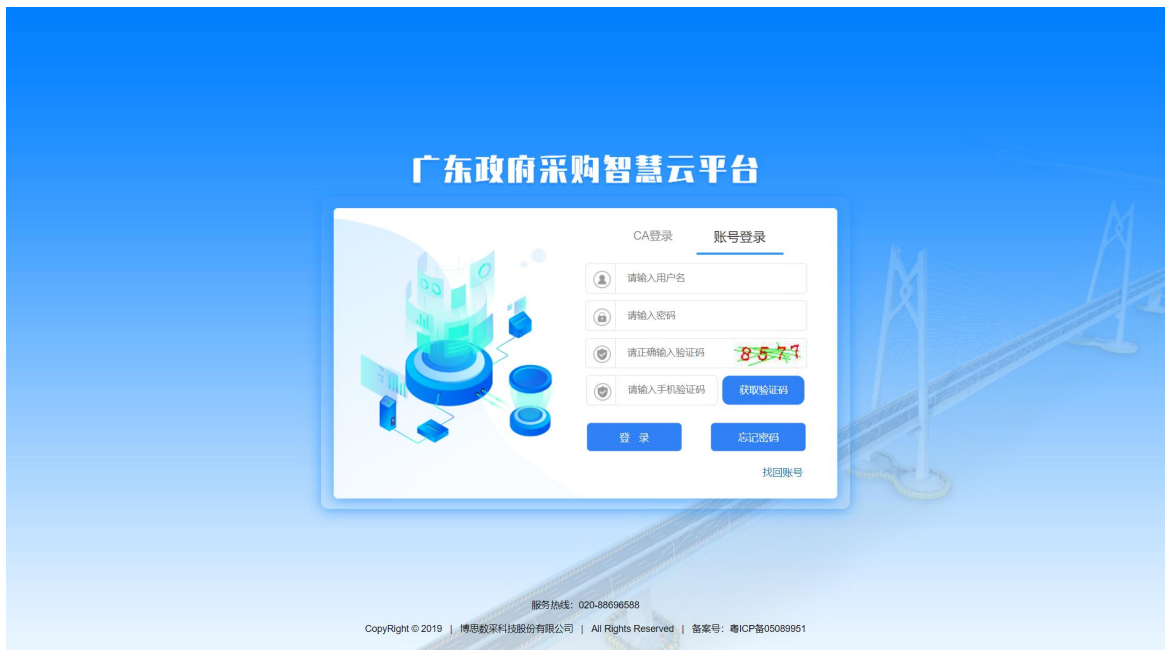 广东政府采购智慧云平台
CA登录 账号登录
请输入用户名
请输入密码
请正确输入验证码 8577
请输入手机验证码 获取验证码
登 录 忘记密码
找回账号
服务热线：020-88696588
CopyRight © 2019 | 博思数采科技股份有限公司 | All Rights Reserved | 备案号：粤ICP备05089951